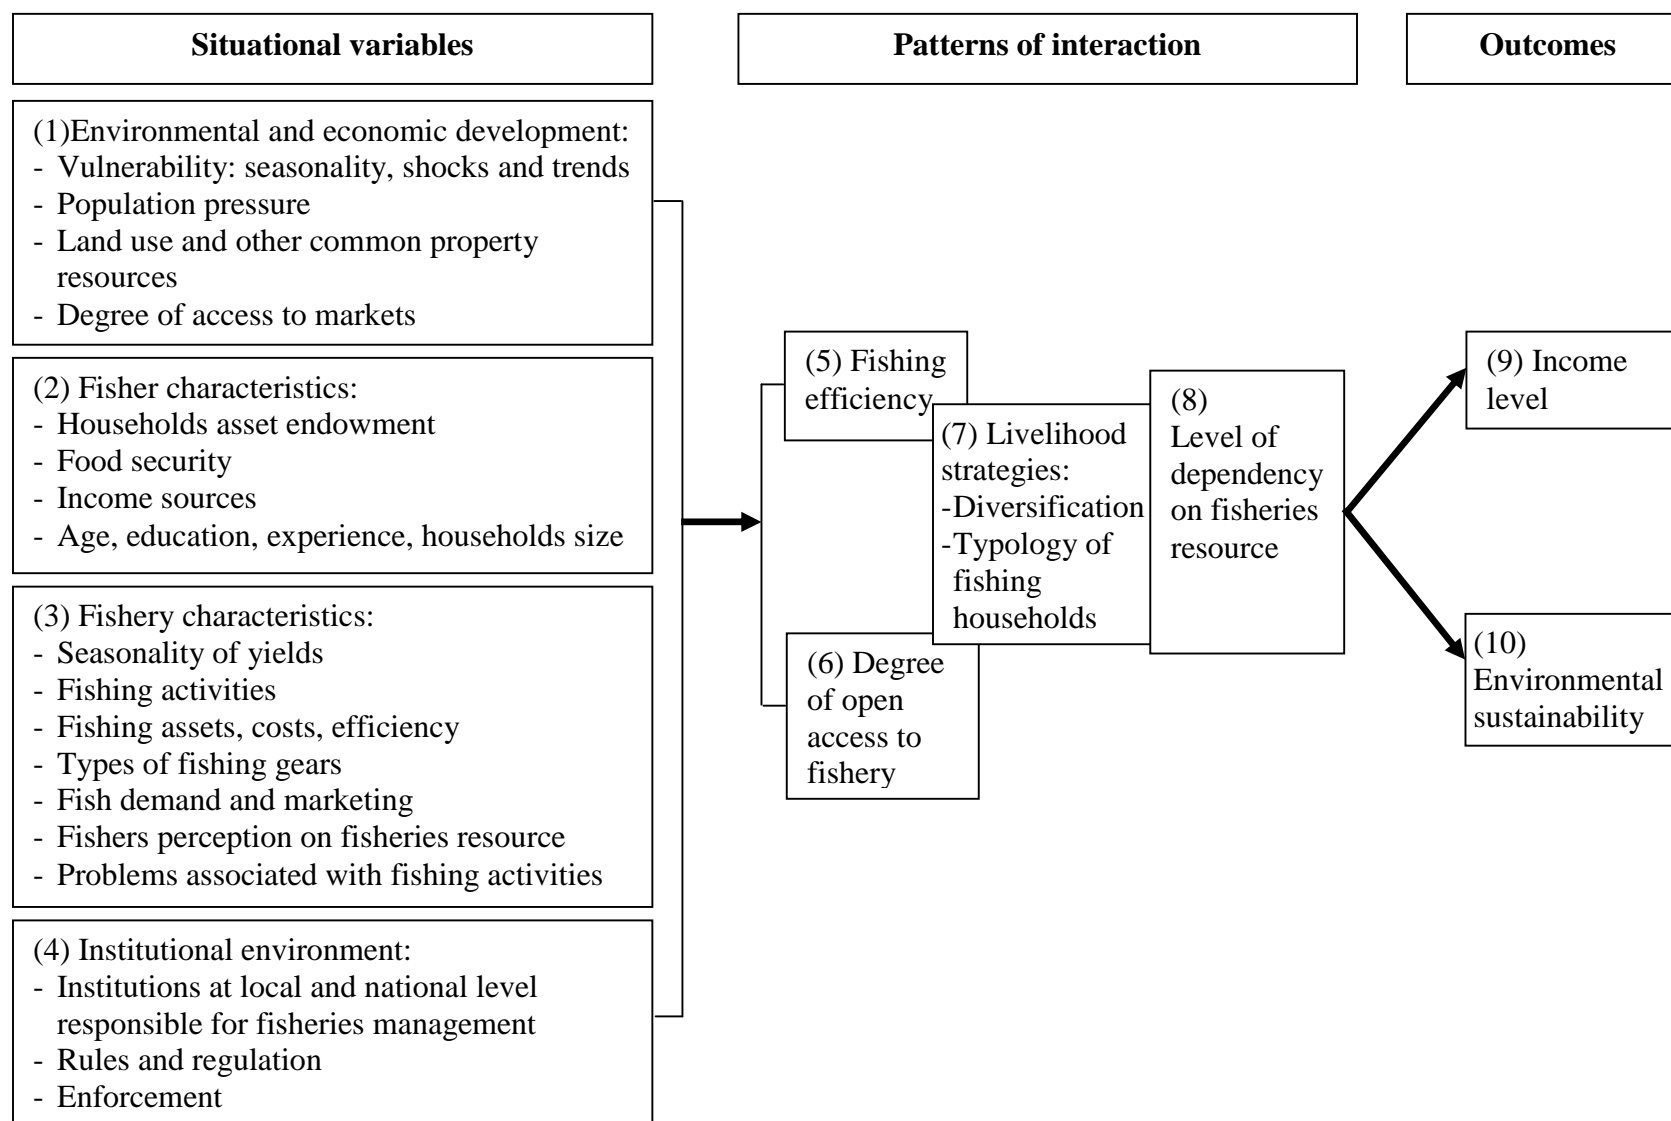 Situational variables
Patterns of interaction
Outcomes
(1)Environmental and economic development:
- Vulnerability: seasonality, shocks and trends
- Population pressure
- Land use and other common property
resources
- Degree of access to markets
(2) Fisher characteristics:
- Households asset endowment
- Food security
- Income sources
- Age, education, experience, households size
(3) Fishery characteristics:
- Seasonality of yields
- Fishing activities
- Fishing assets, costs, efficiency
- Types of fishing gears
- Fish demand and marketing
- Fishers perception on fisheries resource
- Problems associated with fishing activities
(4) Institutional environment:
- Institutions at local and national level
responsible for fisheries management
- Rules and regulation
- Enforcement
(5) Fishing
efficiency
(6) Degree
of open
access to
fishery
(7) Livelihood
strategies:
-Diversification
-Typology of
fishing
households
(8)
Level of
dependency
on fisheries
resource
(9) Income
level
(10)
Environmental
sustainability